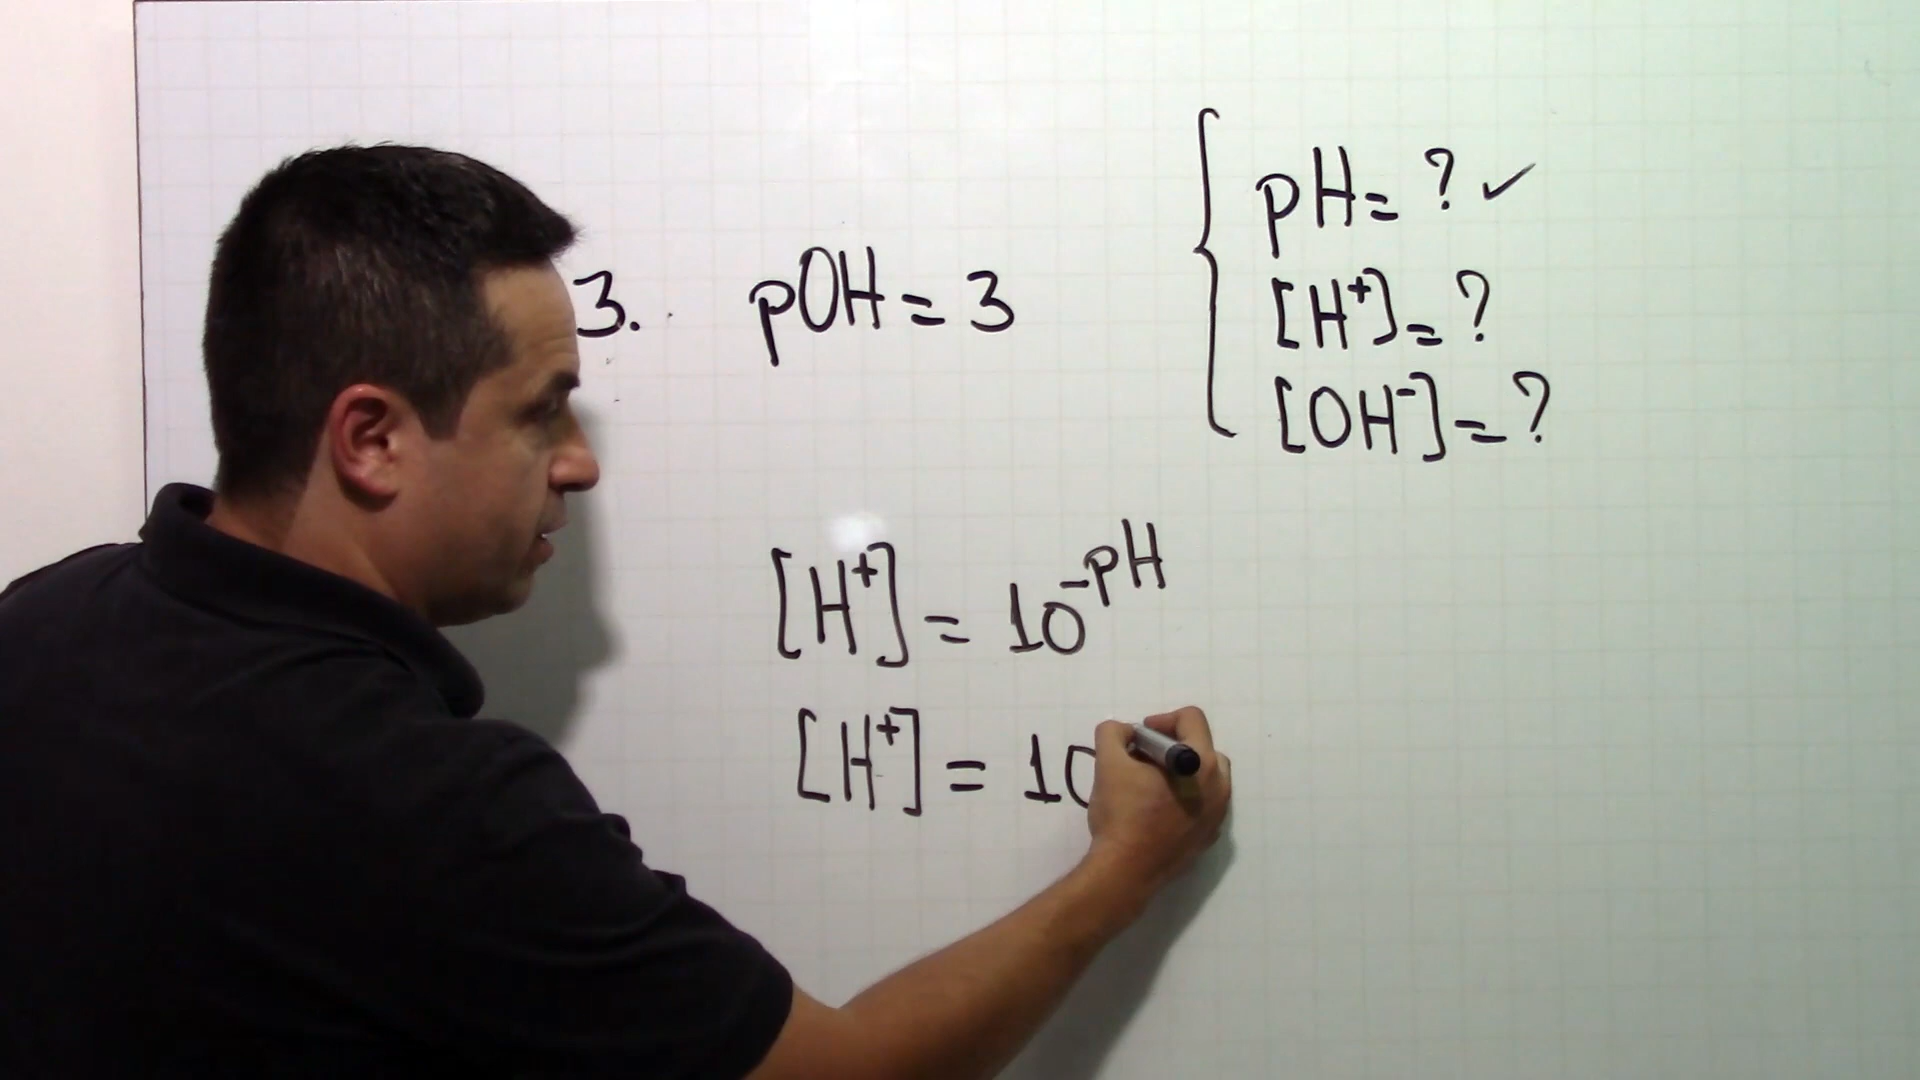 3. pOH = 3
pH = ? ✓
[H⁺] = ?
[OH⁻] = ?
[H⁺] = 10⁻ᵖᴴ
[H⁺] = 10